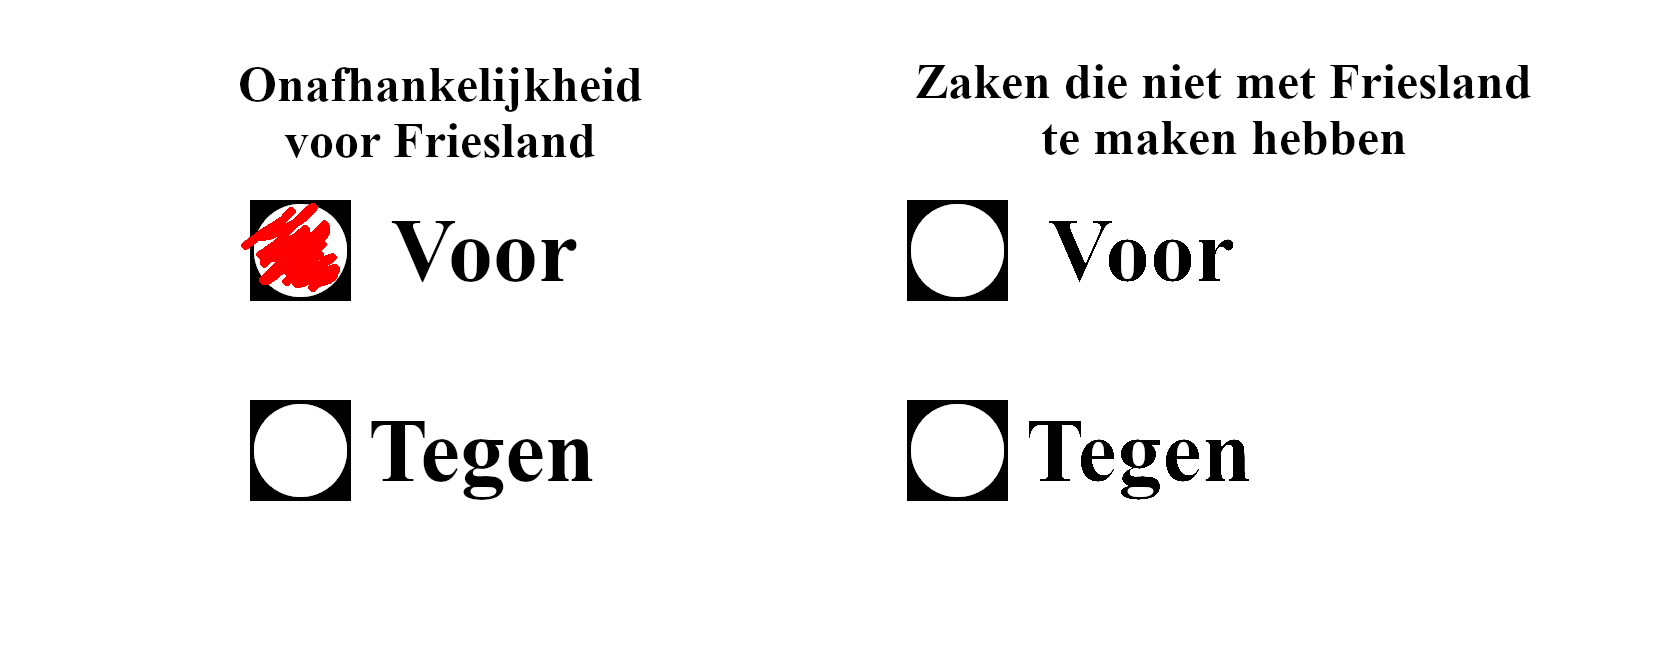 Onafhankelijkheid
voor Friesland
Voor
Tegen
Zaken die niet met Friesland
te maken hebben
Voor
Tegen